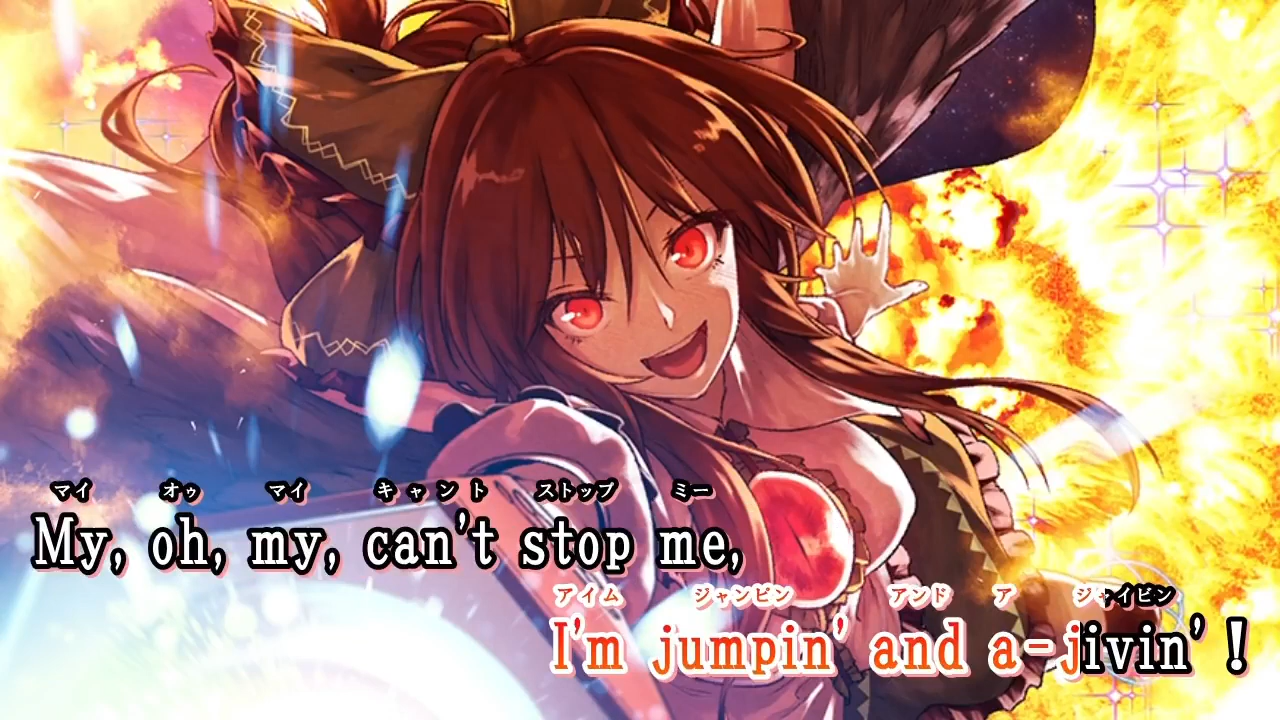 マイ オゥ マイ キャント ストップ ミー
My, oh, my, can't stop me,
アイム ジャンピン アンド ア ジャイビン
I'm jumpin' and a-jivin'!